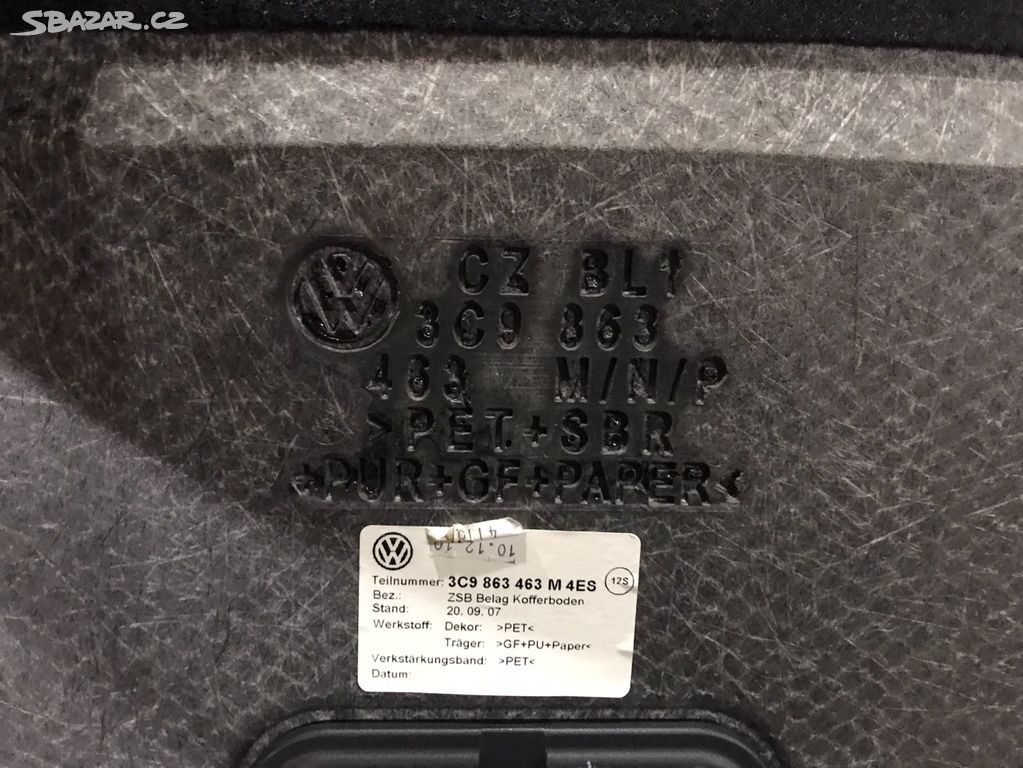 SBAZAR.CZ
CZ BL1
3C9 863
463 M/N/P
>PET+SBR
+PUR+GF+PAPER<
10.12.10
Teilnummer: 3C9 863 463 M 4ES
12S
Bez.: ZSB Belag Kofferboden
Stand: 20. 09. 07
Werkstoff: Dekor: >PET<
Träger: >GF+PU+Paper<
Verkstärkungsband: >PET<
Datum: